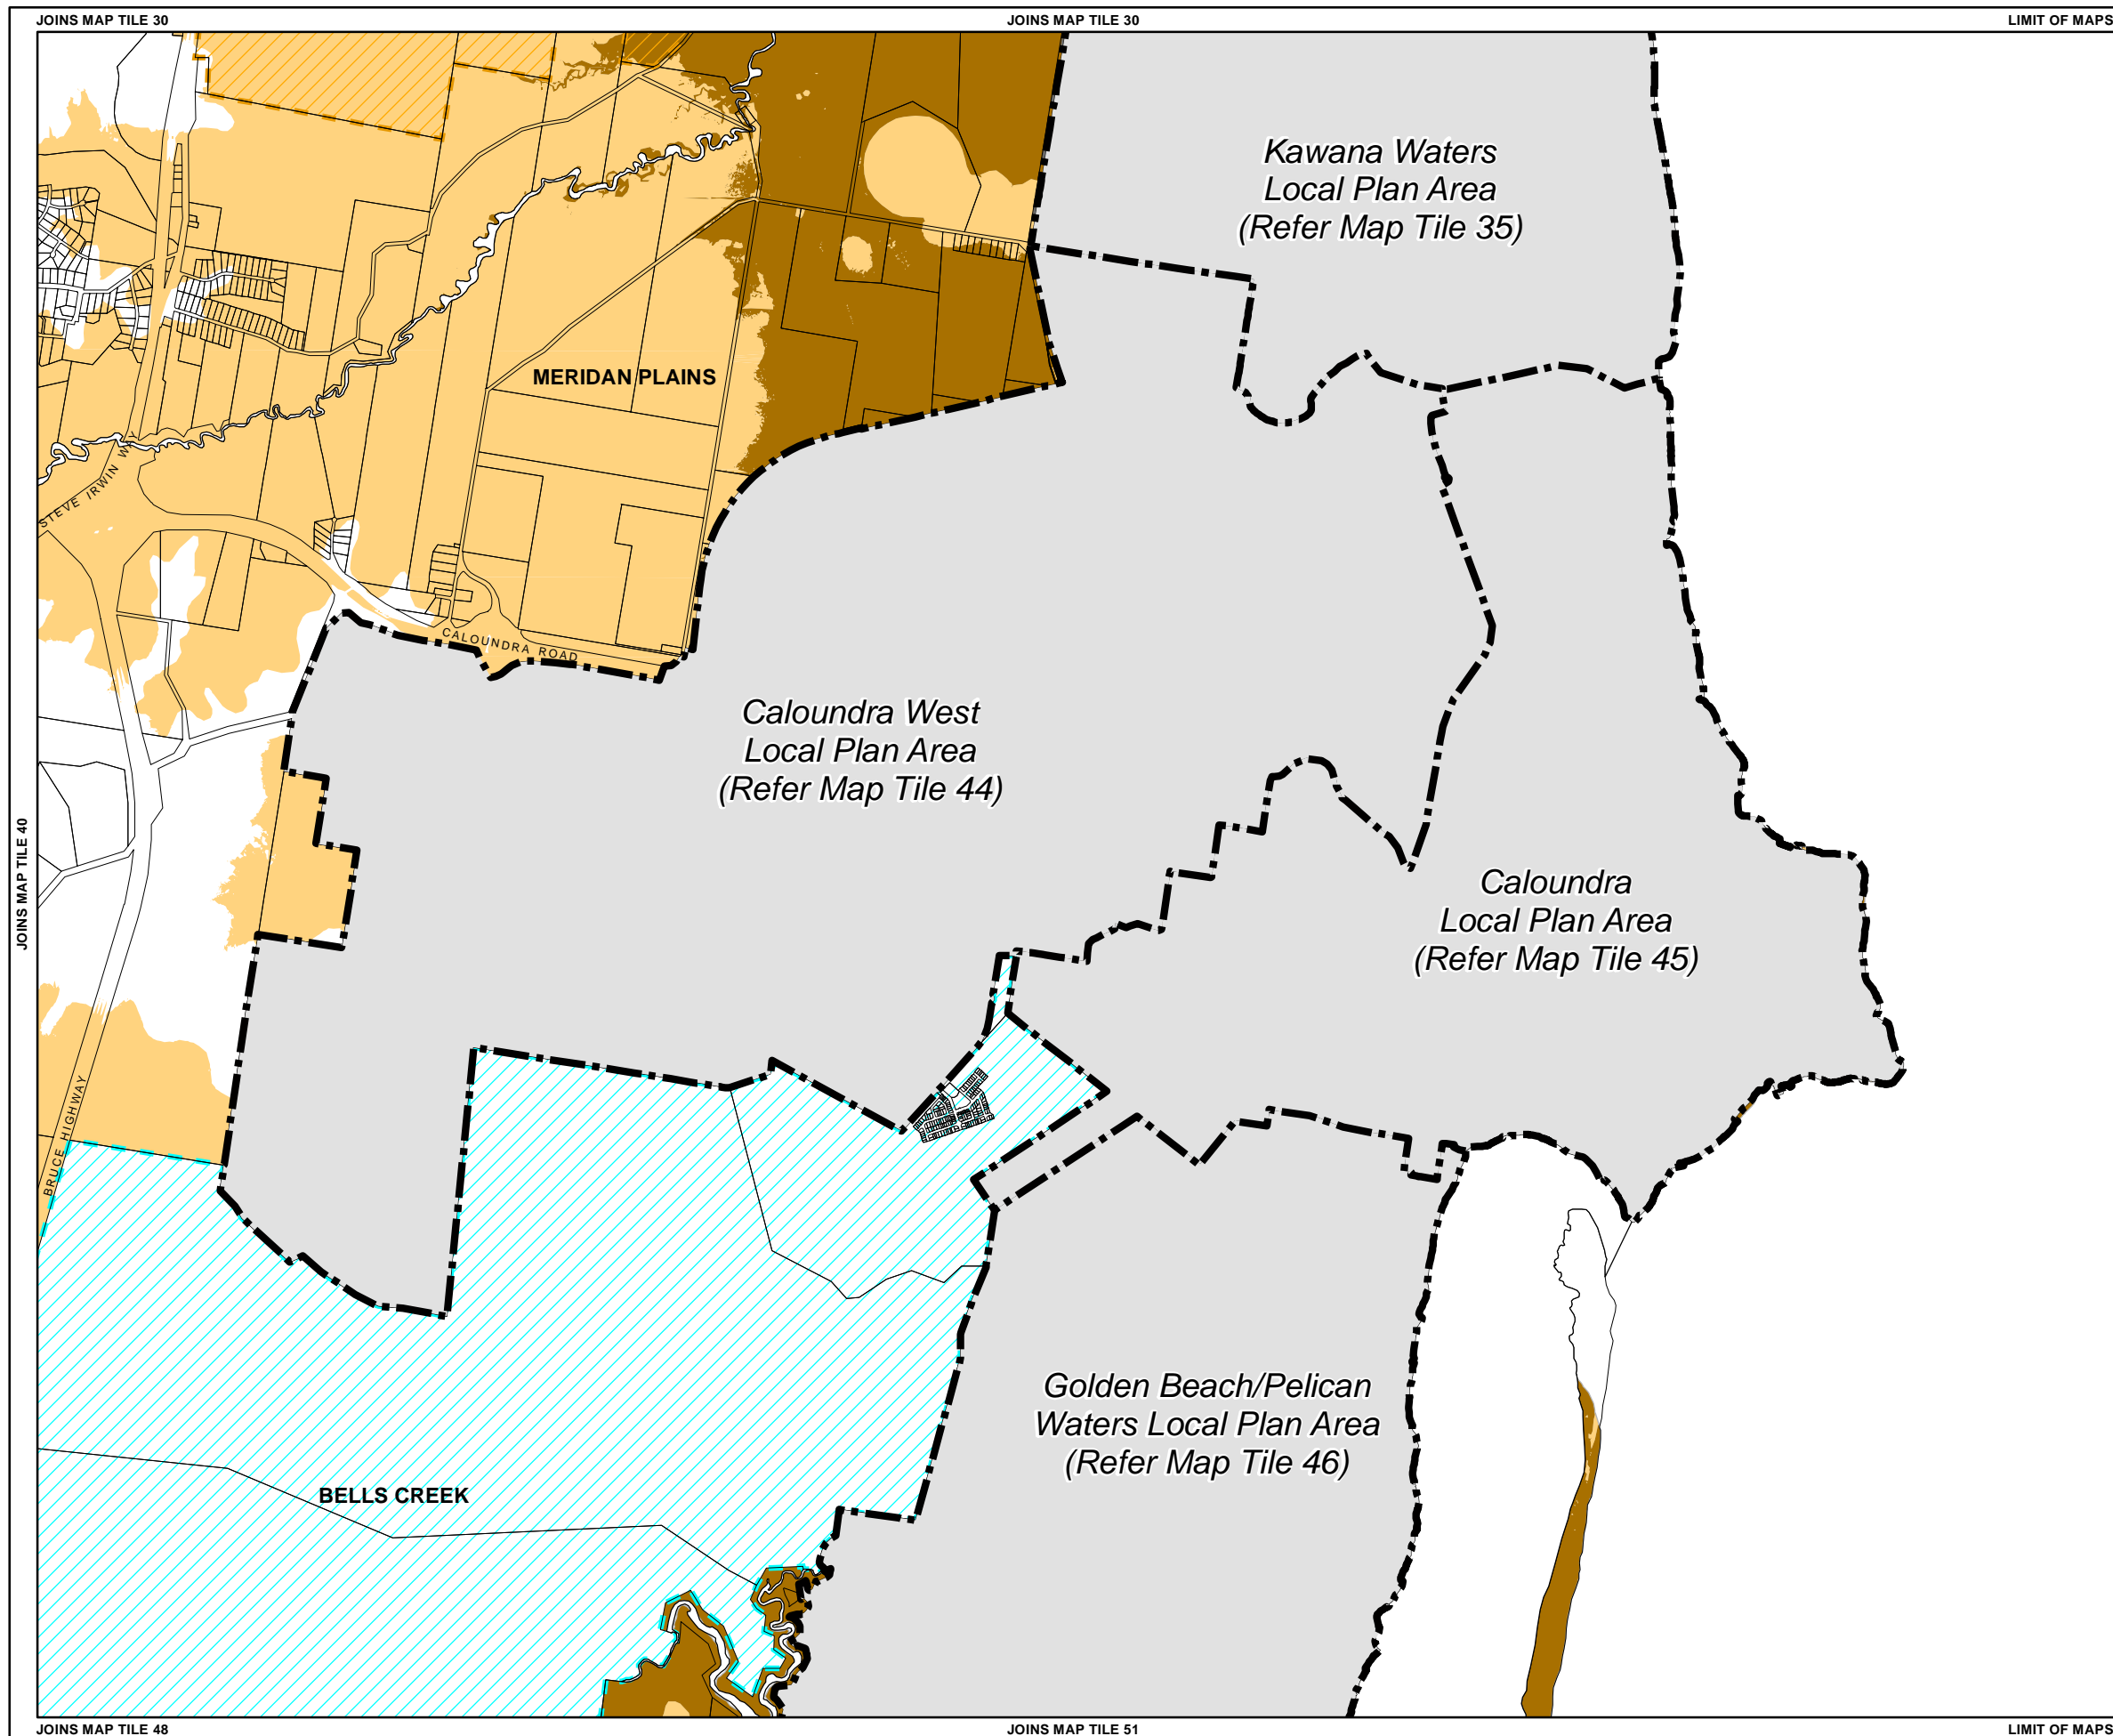 JOINS MAP TILE 30
JOINS MAP TILE 30
LIMIT OF MAPS
Kawana Waters
Local Plan Area
(Refer Map Tile 35)
MERIDAN PLAINS
STEVE IRWIN WAY
CALOUNDRA ROAD
Caloundra West
Local Plan Area
(Refer Map Tile 44)
JOINS MAP TILE 40
Caloundra
Local Plan Area
(Refer Map Tile 45)
BRUCE HIGHWAY
Golden Beach/Pelican
Waters Local Plan Area
(Refer Map Tile 46)
BELLS CREEK
JOINS MAP TILE 48
JOINS MAP TILE 51
LIMIT OF MAPS